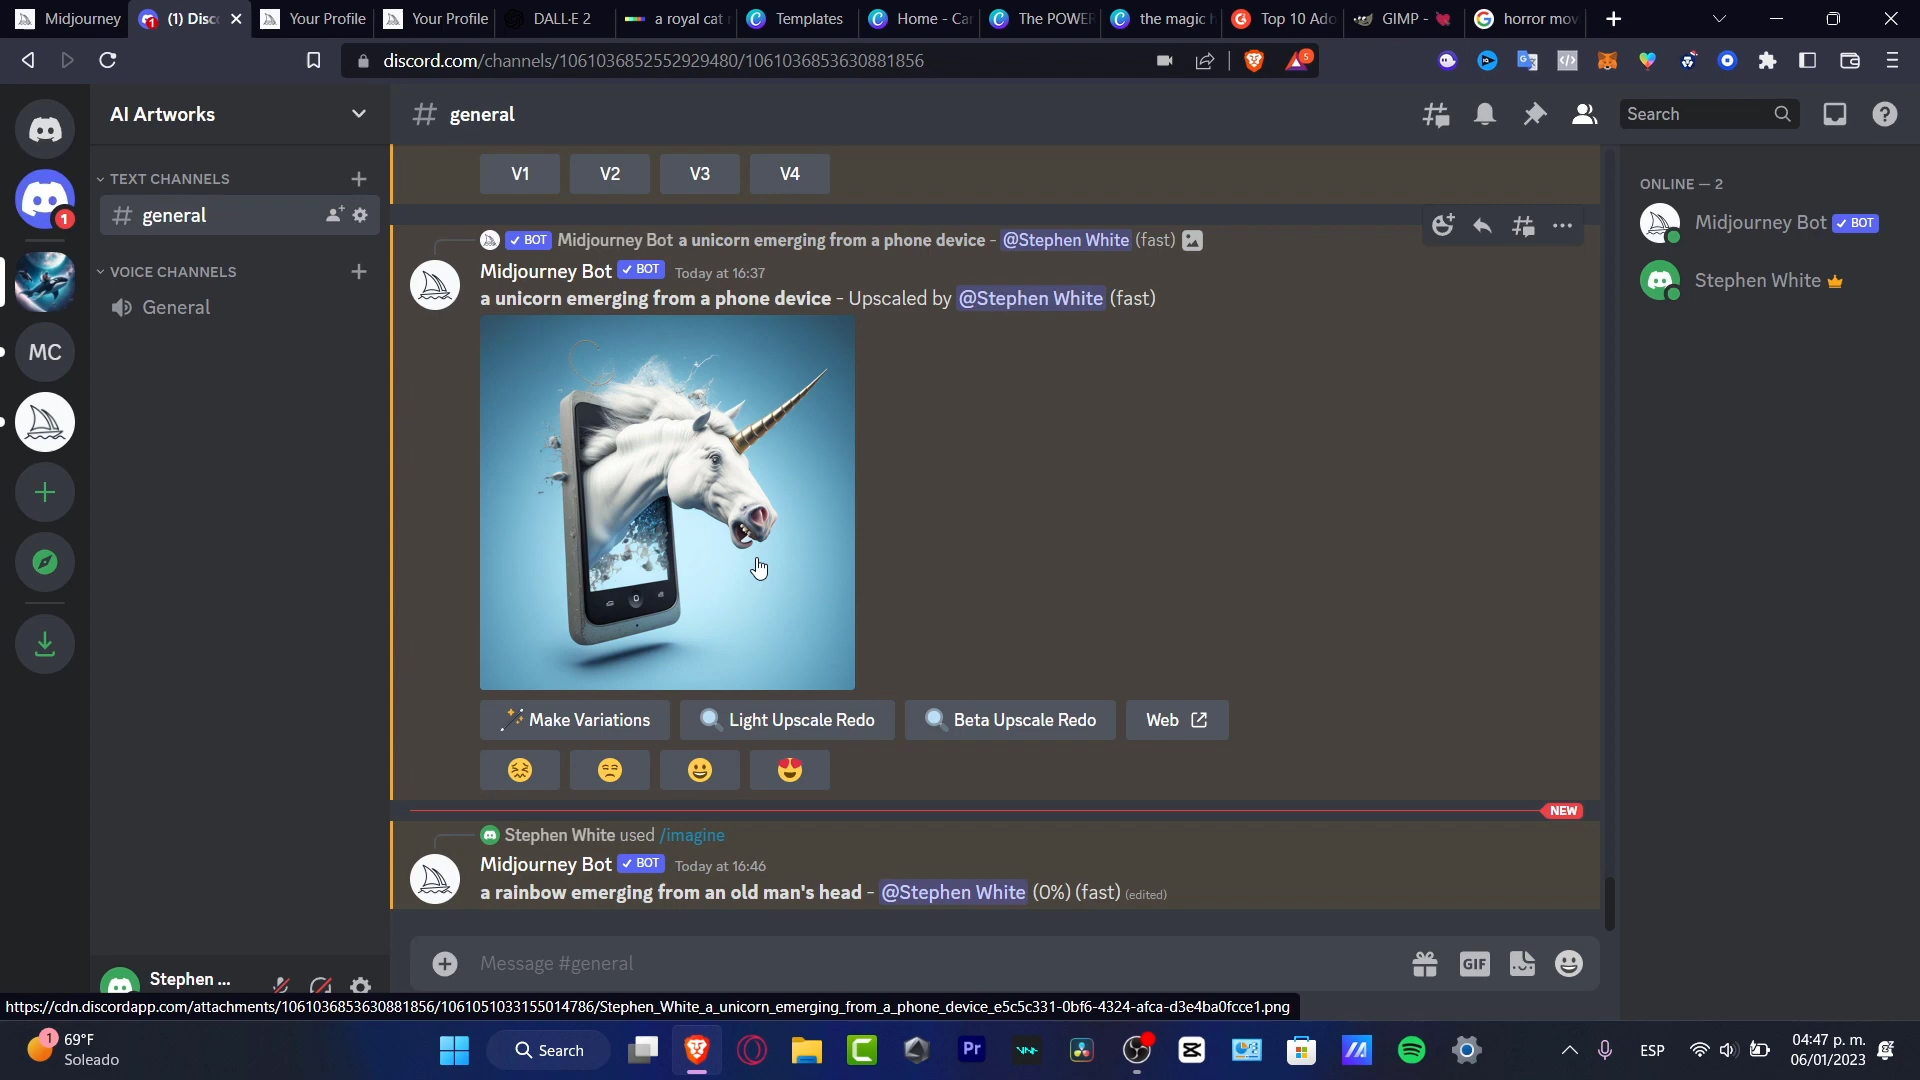 Midjourney
(1) Disc
Your Profile
Your Profile
DALL·E 2
a royal cat
Templates
Home - Can
The POWER
the magic h
Top 10 Ado
GIMP -
horror mov
discord.com/channels/1061036852552929480/1061036853630881856
5
AI Artworks
general
Search
1
TEXT CHANNELS
general
VOICE CHANNELS
General
MC
V1 V2 V3 V4
✓ BOT Midjourney Bot a unicorn emerging from a phone device - @Stephen White (fast)
Midjourney Bot ✓ BOT Today at 16:37
a unicorn emerging from a phone device - Upscaled by @Stephen White (fast)
Make Variations
Light Upscale Redo
Beta Upscale Redo
Web
NEW
Stephen White used /imagine
Midjourney Bot ✓ BOT Today at 16:46
a rainbow emerging from an old man's head - @Stephen White (0%) (fast) (edited)
Message #general
GIF
ONLINE — 2
Midjourney Bot ✓ BOT
Stephen White
Stephen ...
https://cdn.discordapp.com/attachments/1061036853630881856/1061051033155014786/Stephen_White_a_unicorn_emerging_from_a_phone_device_e5c5c331-0bf6-4324-afca-d3e4ba0fcce1.png
1
69°F
Soleado
Search
Pr
ESP
04:47 p. m.
06/01/2023